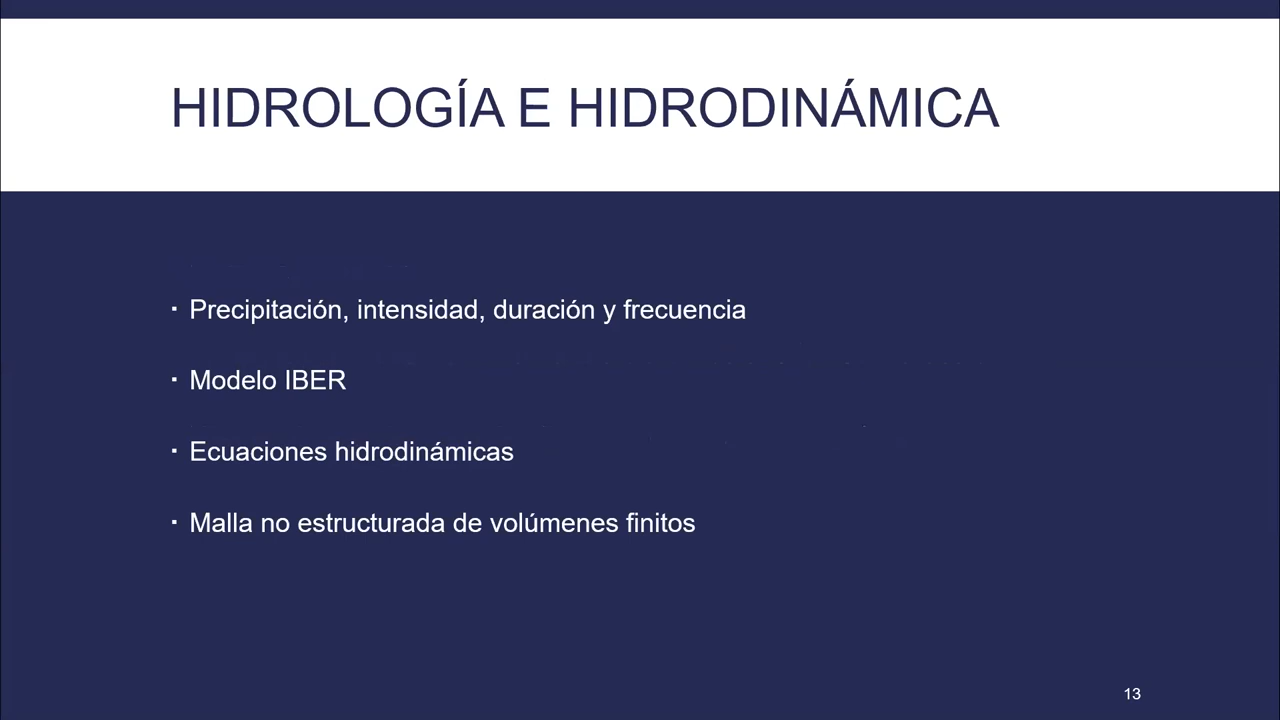 HIDROLOGÍA E HIDRODINÁMICA
▪ Precipitación, intensidad, duración y frecuencia
▪ Modelo IBER
▪ Ecuaciones hidrodinámicas
▪ Malla no estructurada de volúmenes finitos
13